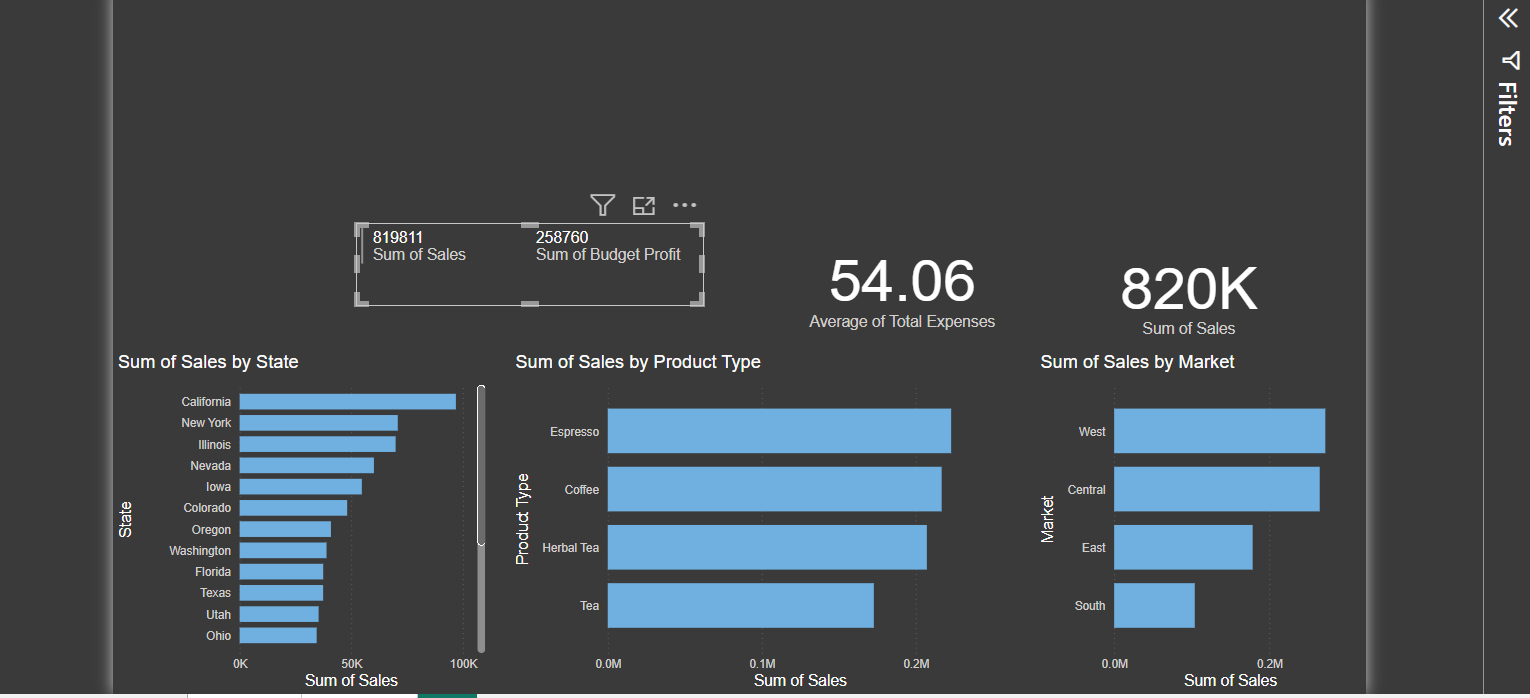 Filters
819811
Sum of Sales
258760
Sum of Budget Profit
54.06
Average of Total Expenses
820K
Sum of Sales
Sum of Sales by State
State
California
New York
Illinois
Nevada
Iowa
Colorado
Oregon
Washington
Florida
Texas
Utah
Ohio
0K 50K 100K
Sum of Sales
Sum of Sales by Product Type
Product Type
Espresso
Coffee
Herbal Tea
Tea
0.0M 0.1M 0.2M
Sum of Sales
Sum of Sales by Market
Market
West
Central
East
South
0.0M 0.2M
Sum of Sales